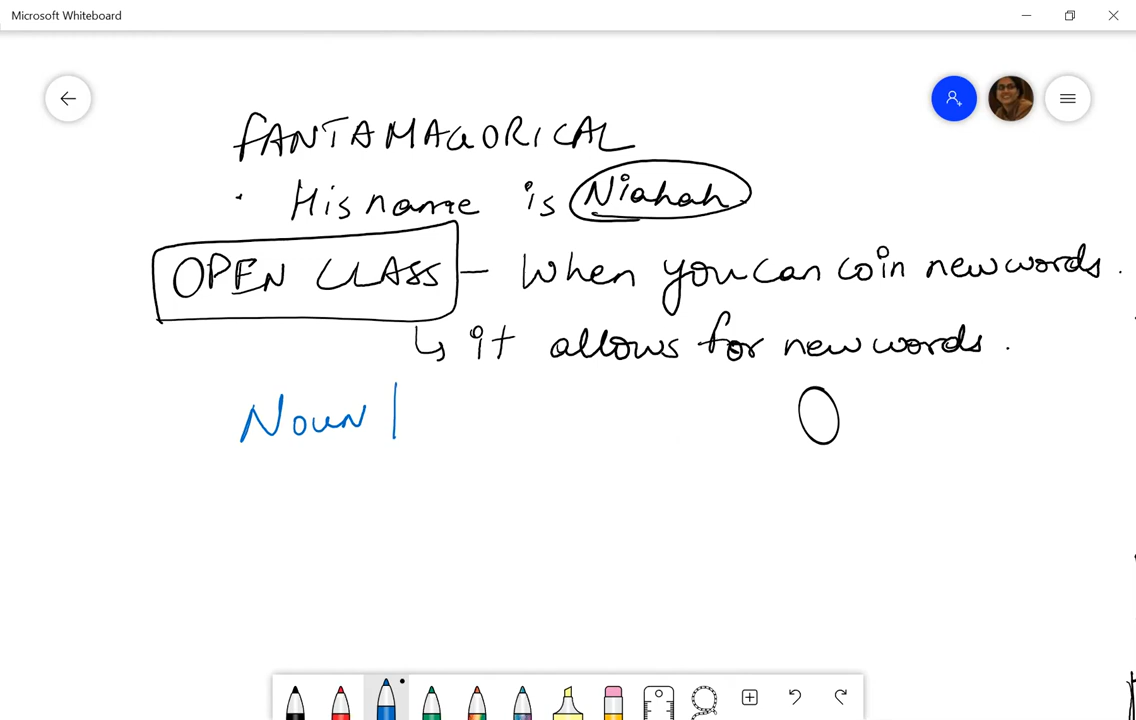 Microsoft Whiteboard
fANTAMAGORICAL
· His name is Niahah
OPEN CLASS – When you can coin new words.
↳ it allows for new words.
Noun |